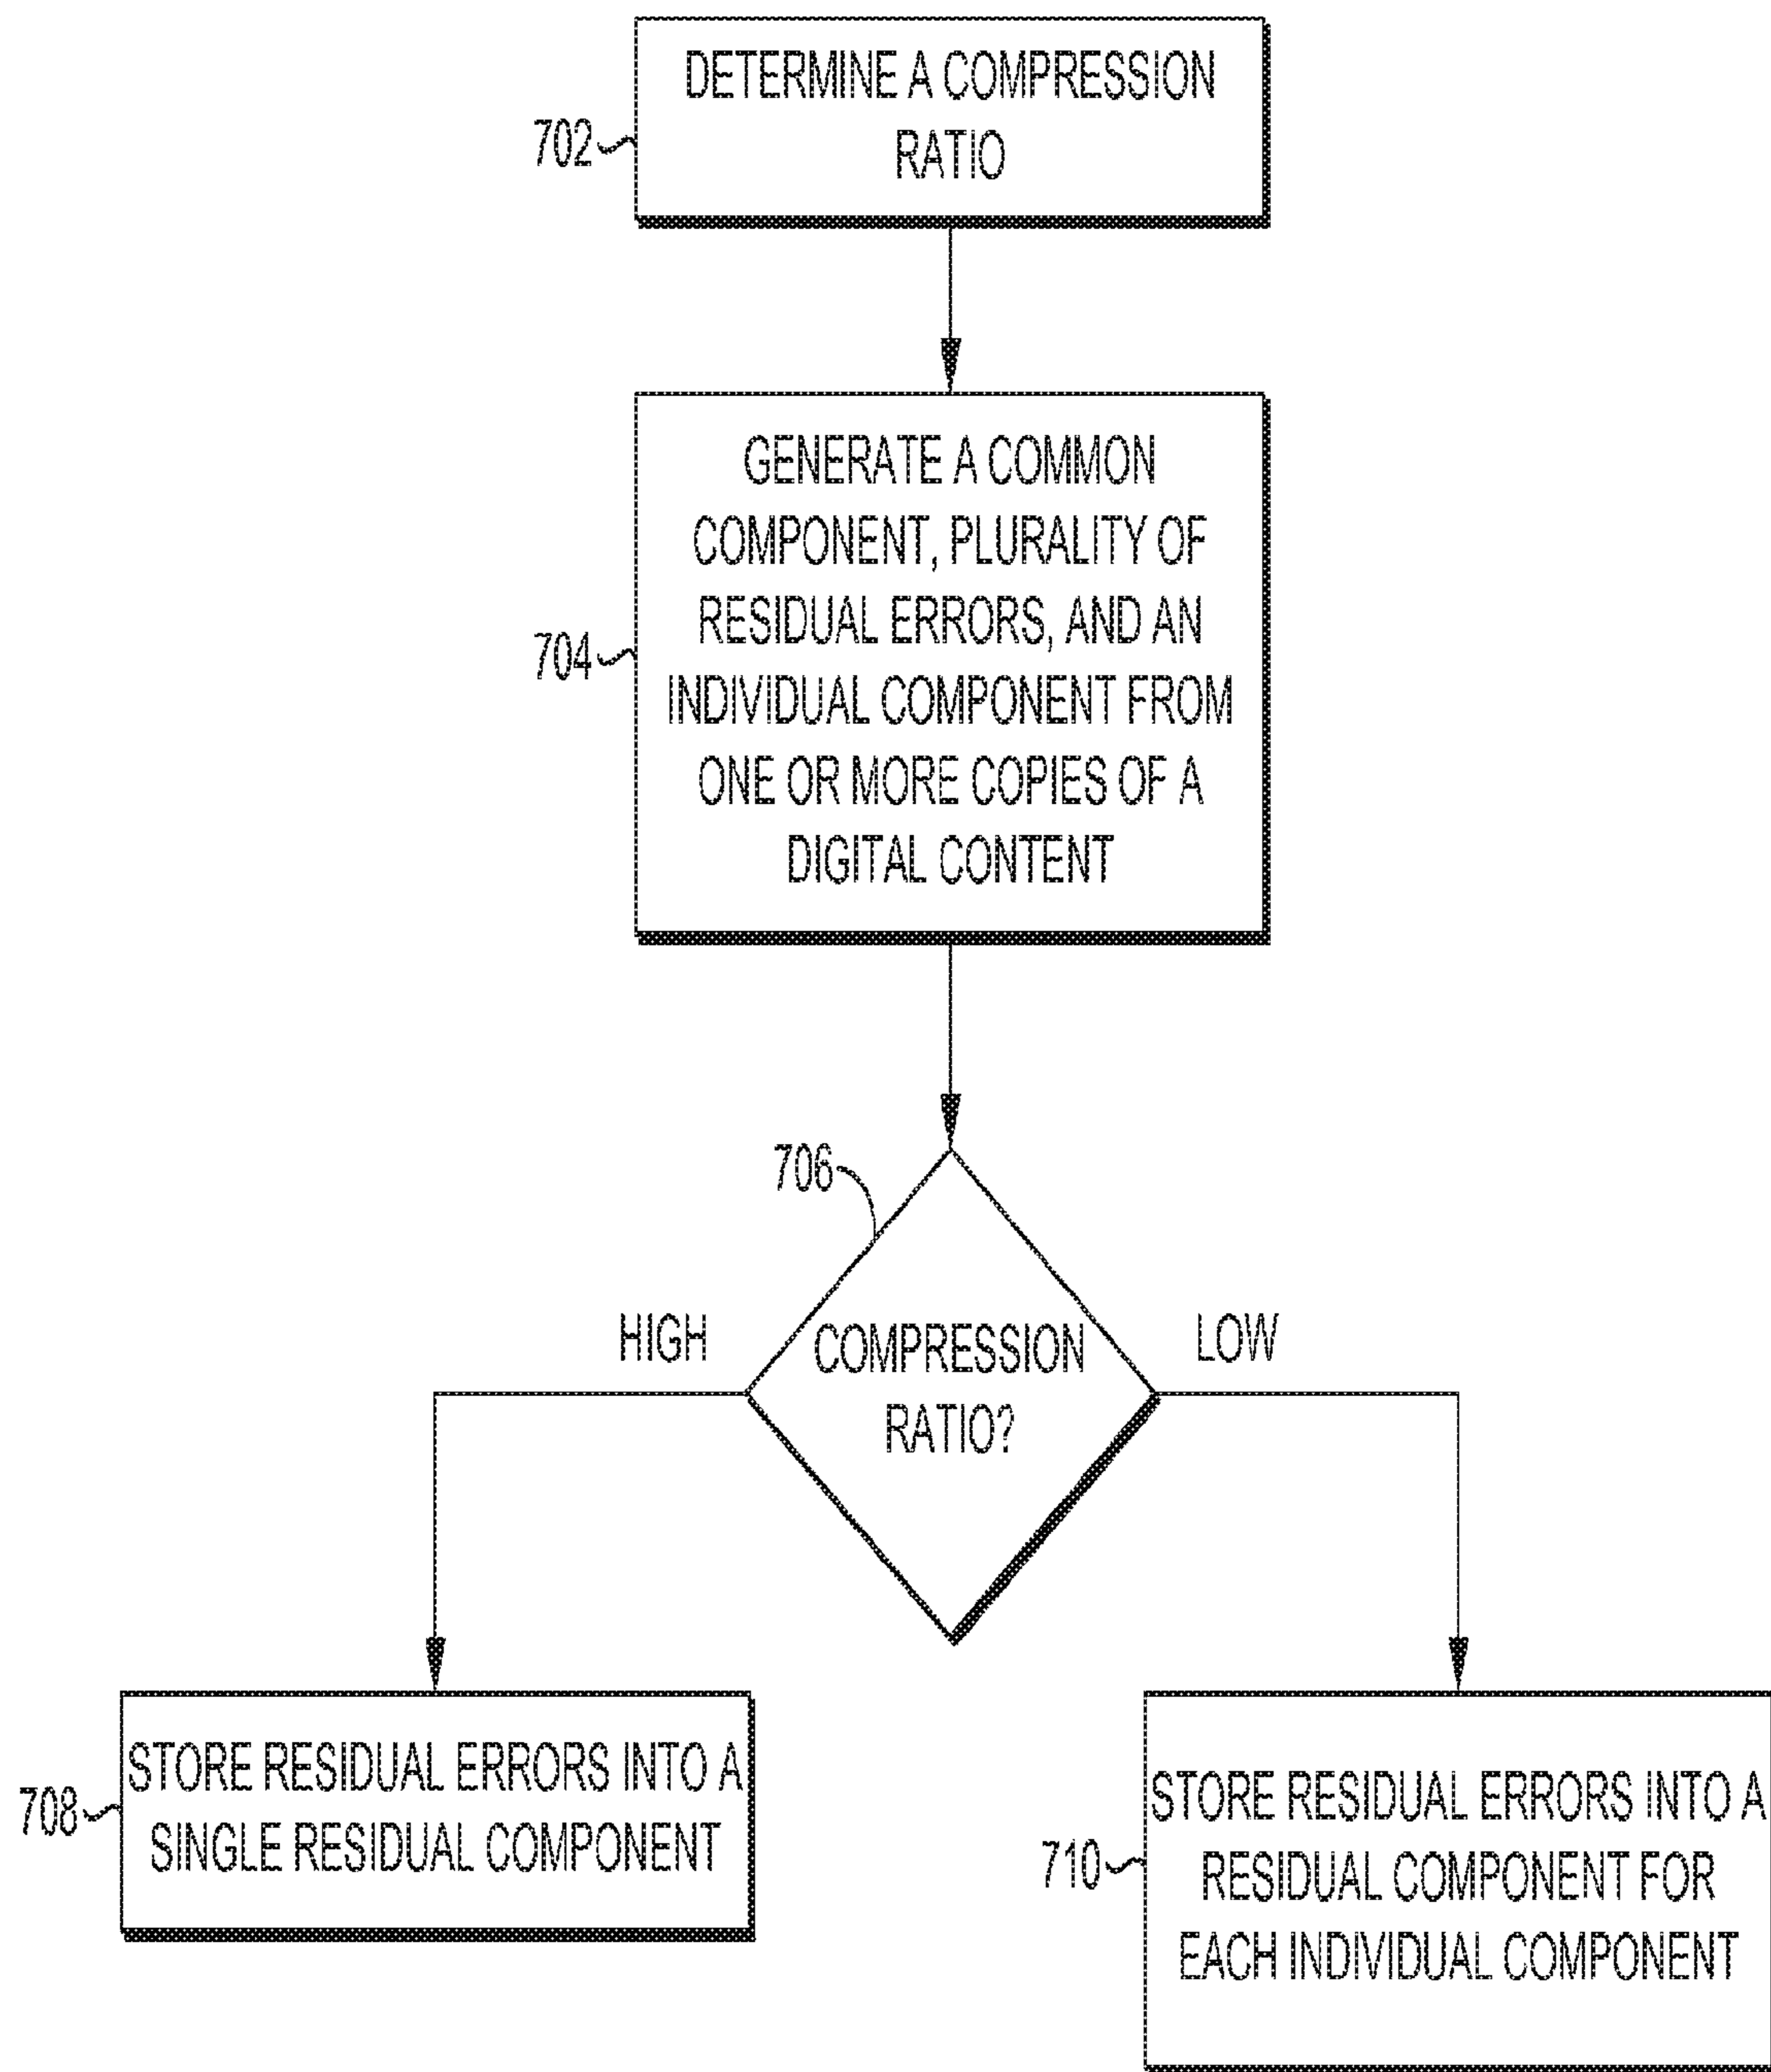 DETERMINE A COMPRESSION
RATIO
702
GENERATE A COMMON
COMPONENT, PLURALITY OF
RESIDUAL ERRORS, AND AN
INDIVIDUAL COMPONENT FROM
ONE OR MORE COPIES OF A
DIGITAL CONTENT
704
706
HIGH
COMPRESSION
RATIO?
LOW
STORE RESIDUAL ERRORS INTO A
SINGLE RESIDUAL COMPONENT
708
STORE RESIDUAL ERRORS INTO A
RESIDUAL COMPONENT FOR
EACH INDIVIDUAL COMPONENT
710